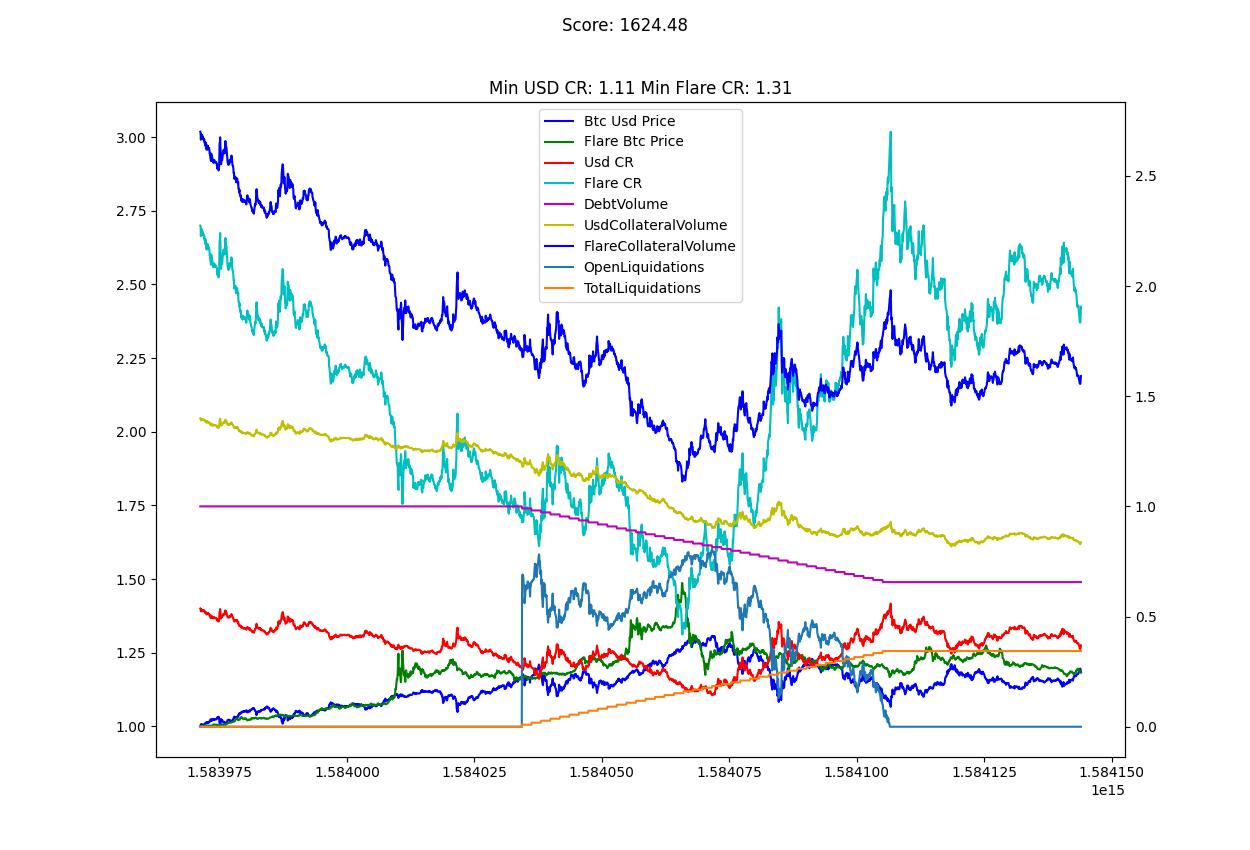 Score: 1624.48
Min USD CR: 1.11 Min Flare CR: 1.31
Btc Usd Price
Flare Btc Price
Usd CR
Flare CR
DebtVolume
UsdCollateralVolume
FlareCollateralVolume
OpenLiquidations
TotalLiquidations
3.00
2.75
2.50
2.25
2.00
1.75
1.50
1.25
1.00
2.5
2.0
1.5
1.0
0.5
0.0
1.583975 1.584000 1.584025 1.584050 1.584075 1.584100 1.584125 1.584150
1e15